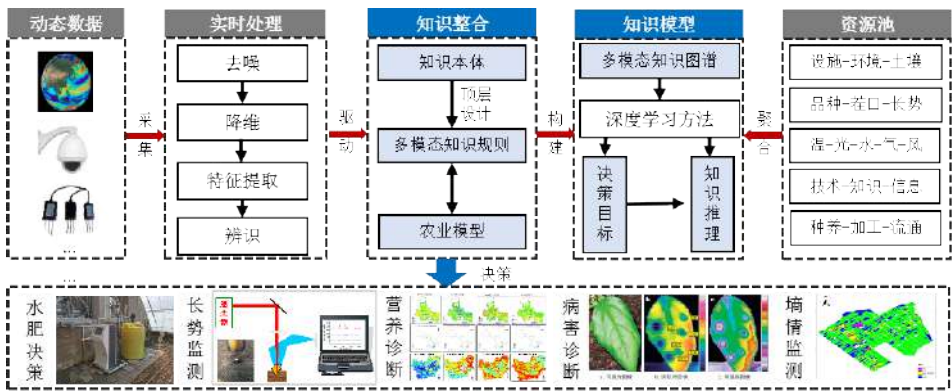 动态数据
实时处理
知识整合
知识模型
资源池
采集
去噪
降维
特征提取
辨识
驱动
知识本体
顶层
设计
多模态知识规则
农业模型
构建
多模态知识图谱
深度学习方法
决策目标
知识推理
聚合
设施-环境-土壤
品种-茬口-长势
温-光-水-气-风
技术-知识-信息
种养-加工-流通
...
...
决策
水肥决策
长势监测
营养诊断
病害诊断
墒情监测